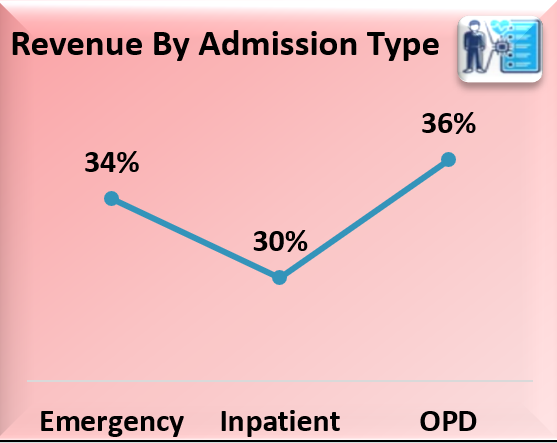 Revenue By Admission Type
36%
34%
30%
Emergency Inpatient OPD